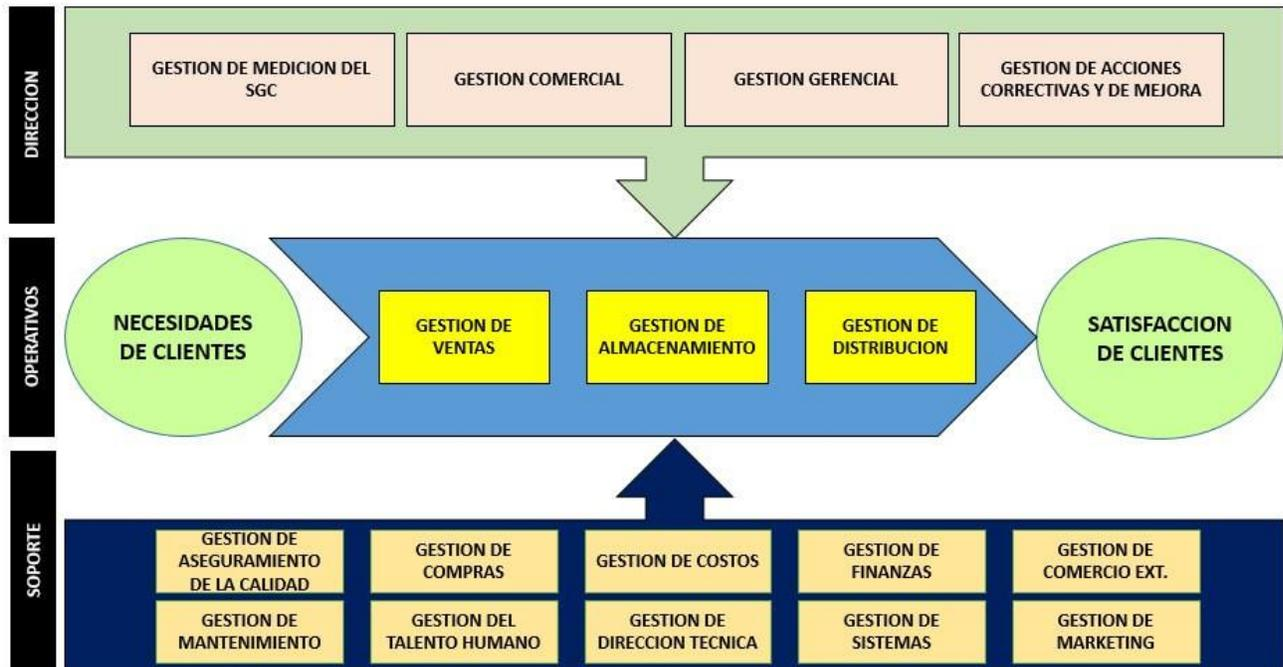 DIRECCION
GESTION DE MEDICION DEL
SGC
GESTION COMERCIAL
GESTION GERENCIAL
GESTION DE ACCIONES
CORRECTIVAS Y DE MEJORA
OPERATIVOS
NECESIDADES
DE CLIENTES
GESTION DE
VENTAS
GESTION DE
ALMACENAMIENTO
GESTION DE
DISTRIBUCION
SATISFACCION
DE CLIENTES
SOPORTE
GESTION DE
ASEGURAMIENTO
DE LA CALIDAD
GESTION DE
COMPRAS
GESTION DE COSTOS
GESTION DE
FINANZAS
GESTION DE
COMERCIO EXT.
GESTION DE
MANTENIMIENTO
GESTION DEL
TALENTO HUMANO
GESTION DE
DIRECCION TECNICA
GESTION DE
SISTEMAS
GESTION DE
MARKETING